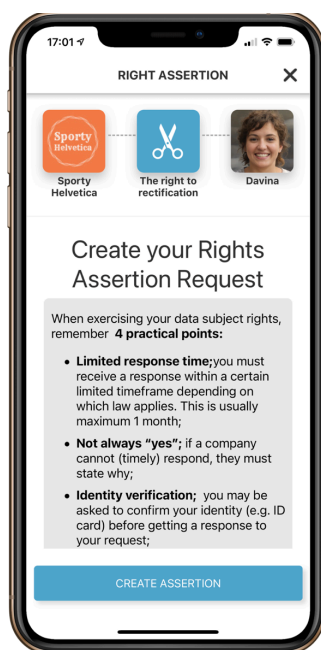 17:01
RIGHT ASSERTION
Sporty
Helvetica
Sporty
Helvetica
The right to
rectification
Davina
Create your Rights
Assertion Request
When exercising your data subject rights,
remember 4 practical points:
• Limited response time;you must
receive a response within a certain
limited timeframe depending on
which law applies. This is usually
maximum 1 month;
• Not always “yes”; if a company
cannot (timely) respond, they must
state why;
• Identity verification; you may be
asked to confirm your identity (e.g. ID
card) before getting a response to
your request;
CREATE ASSERTION